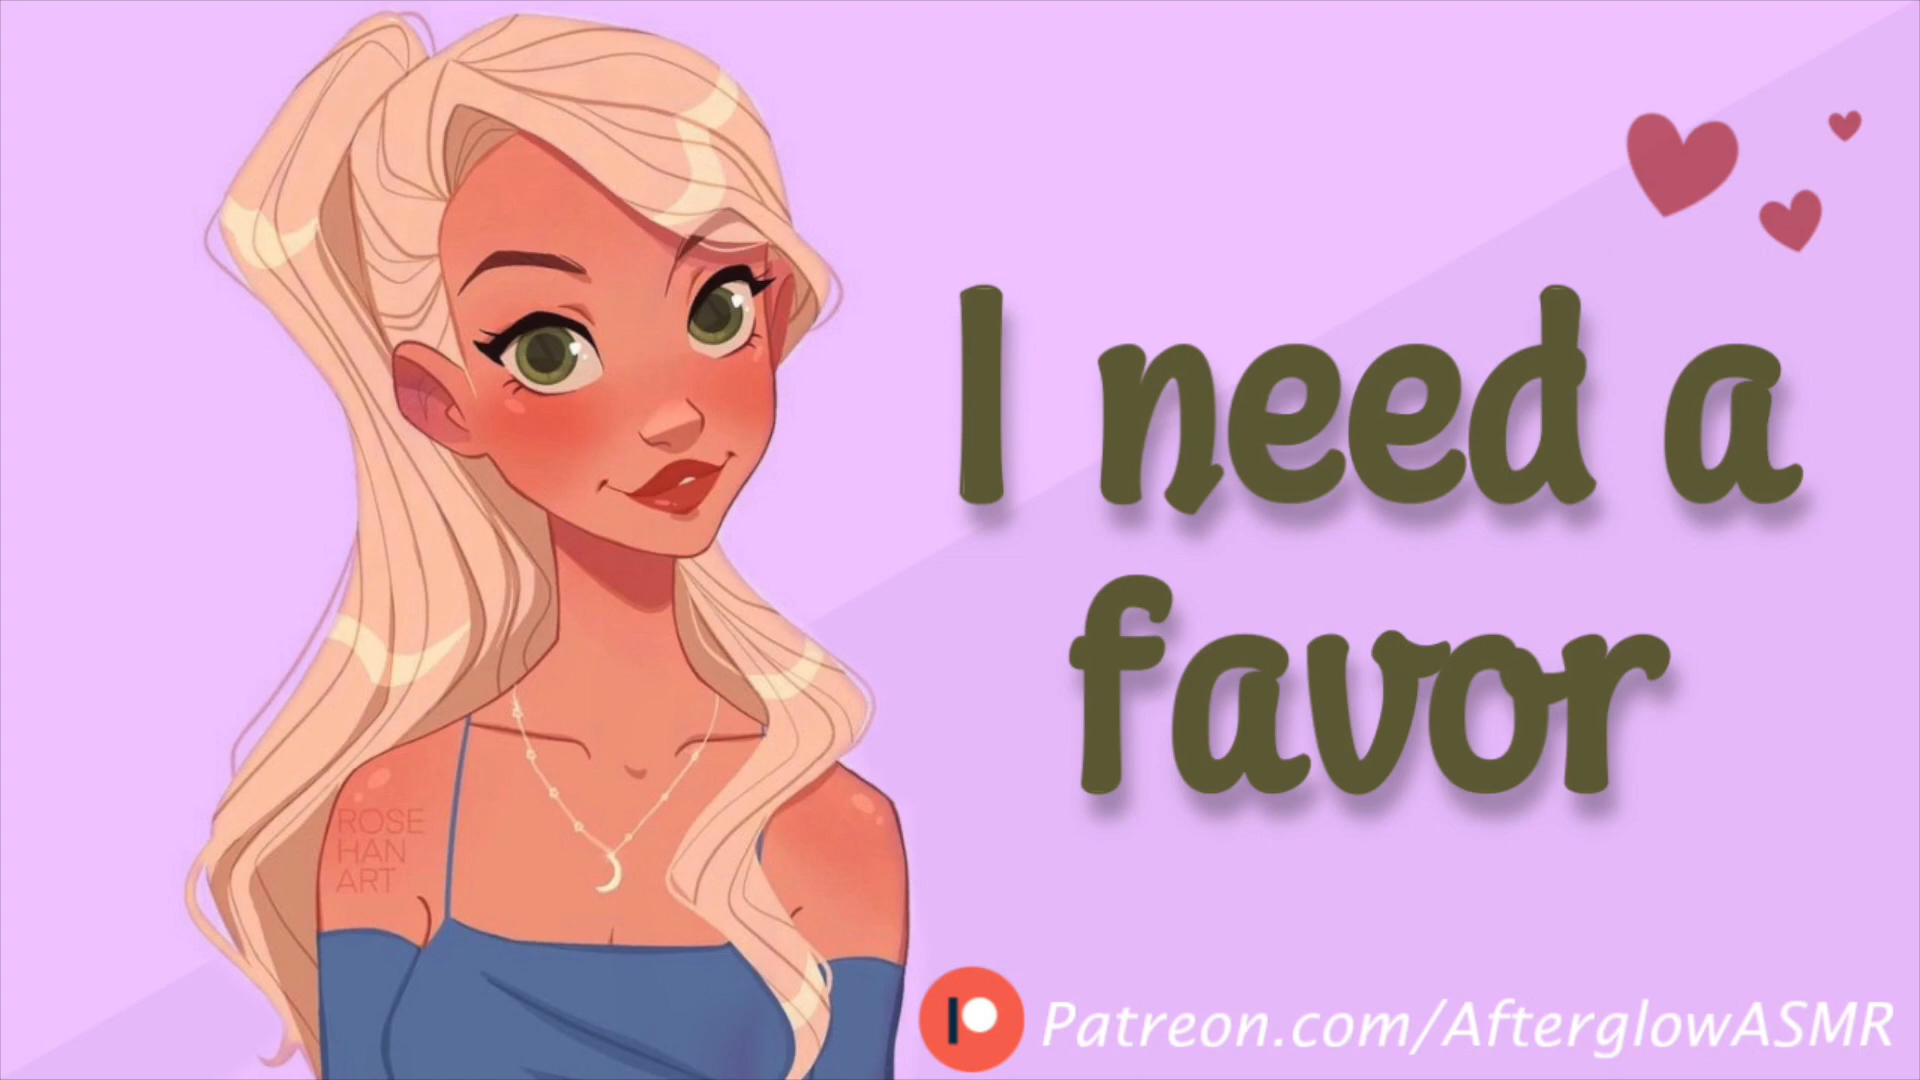 I need a
favor
ROSE
HAN
ART
Patreon.com/AfterglowASMR